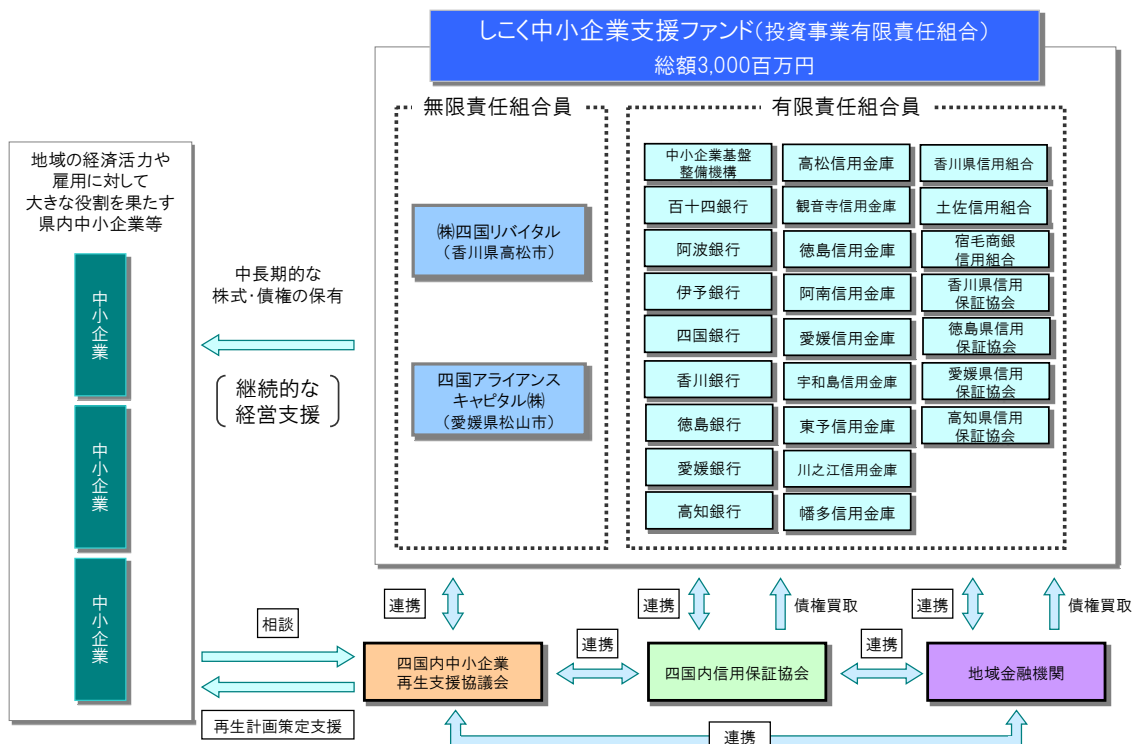 しこく中小企業支援ファンド(投資事業有限責任組合)
総額3,000百万円
無限責任組合員
㈱四国リバイタル
(香川県高松市)
四国アライアンス
キャピタル㈱
(愛媛県松山市)
有限責任組合員
中小企業基盤
整備機構
百十四銀行
阿波銀行
伊予銀行
四国銀行
香川銀行
徳島銀行
愛媛銀行
高知銀行
高松信用金庫
観音寺信用金庫
徳島信用金庫
阿南信用金庫
愛媛信用金庫
宇和島信用金庫
東予信用金庫
川之江信用金庫
幡多信用金庫
香川県信用組合
土佐信用組合
宿毛商銀
信用組合
香川県信用
保証協会
徳島県信用
保証協会
愛媛県信用
保証協会
高知県信用
保証協会
地域の経済活力や
雇用に対して
大きな役割を果たす
県内中小企業等
中小企業
中小企業
中小企業
中長期的な
株式・債権の保有
継続的な
経営支援
相談
再生計画策定支援
連携
連携
債権買取
連携
債権買取
四国内中小企業
再生支援協議会
連携
四国内信用保証協会
連携
地域金融機関
連携